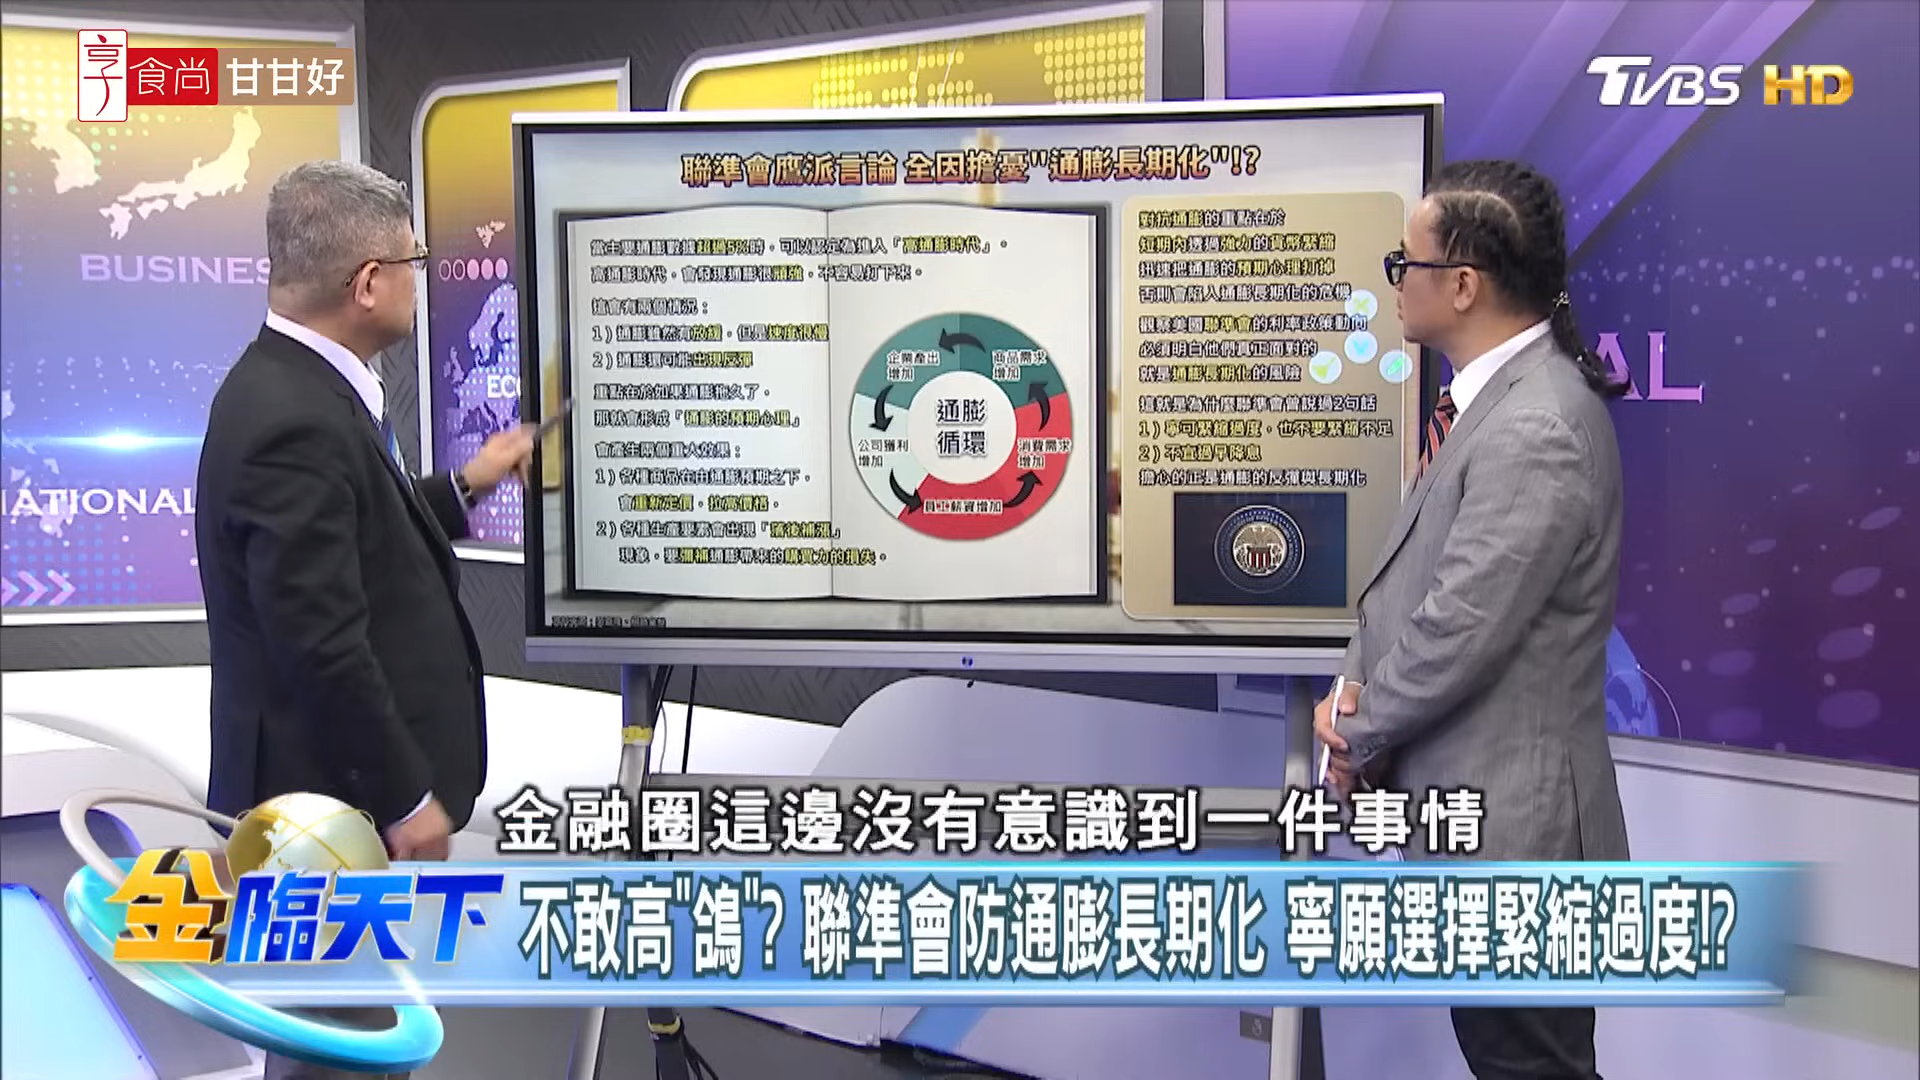 享
食尚
甘甘好
TVBS HD
BUSINES
ECO
NATIONAL
AL
聯準會鷹派言論 全因擔憂"通膨長期化"!?
當主要通膨數據超過5%時，可以認定為進入「高通膨時代」。
高通膨時代，會發現通膨很頑強，不容易打下來。
這會有兩個情況：
1）通膨雖然有放緩，但是速度很慢
2）通膨還可能出現反彈
重點在於如果通膨拖久了，
那就會形成「通膨的預期心理」
會產生兩個重大效果：
1）各種商品在由通膨預期之下，
會重新定價，拉高價格。
2）各種生產要素會出現「落後補漲」
現象，要彌補通膨帶來的購買力的損失。
企業產出
增加
商品需求
增加
公司獲利
增加
消費需求
增加
員工薪資增加
通膨
循環
對抗通膨的重點在於
短期內透過強力的貨幣緊縮
迅速把通膨的預期心理打掉
否則會陷入通膨長期化的危機
觀察美國聯準會的利率政策動向
必須明白他們真正面對的
就是通膨長期化的風險
這就是為什麼聯準會曾說過2句話
1）寧可緊縮過度，也不要緊縮不足
2）不宜過早降息
擔心的正是通膨的反彈與長期化
金融圈這邊沒有意識到一件事情
金臨天下
不敢高"鴿"? 聯準會防通膨長期化 寧願選擇緊縮過度!?